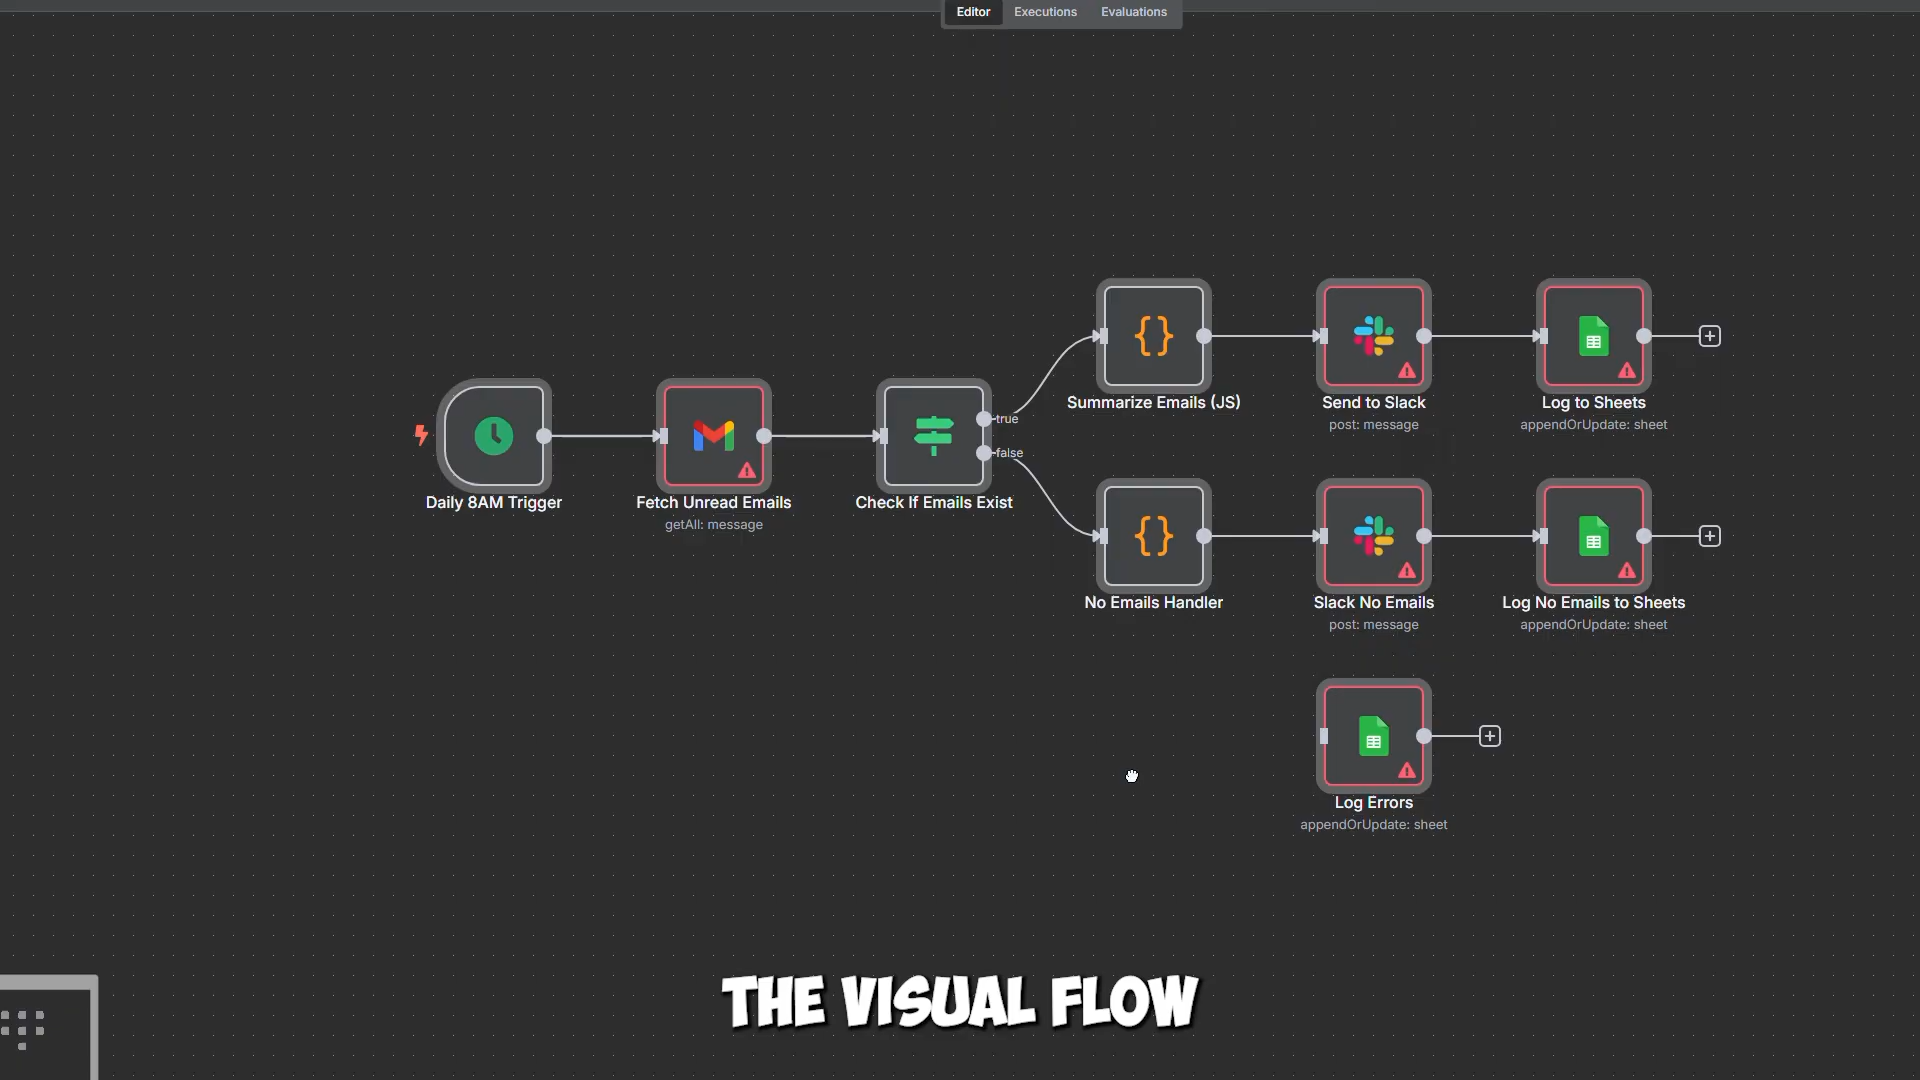 Editor Executions Evaluations
true
false
Summarize Emails (JS)
Send to Slack
post: message
Log to Sheets
appendOrUpdate: sheet
Daily 8AM Trigger
Fetch Unread Emails
getAll: message
Check If Emails Exist
No Emails Handler
Slack No Emails
post: message
Log No Emails to Sheets
appendOrUpdate: sheet
Log Errors
appendOrUpdate: sheet
THE VISUAL FLOW